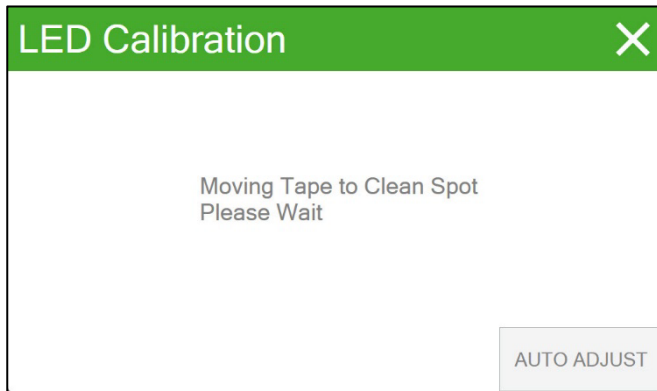 LED Calibration
Moving Tape to Clean Spot
Please Wait
AUTO ADJUST